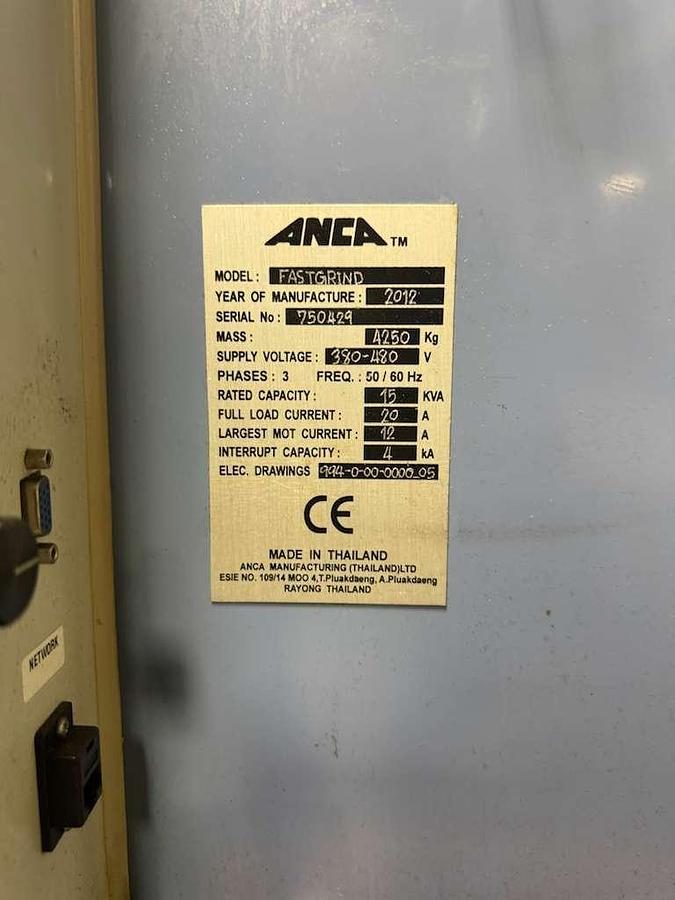 ANCA TM
MODEL: FASTGRIND
YEAR OF MANUFACTURE: 2012
SERIAL No: 750429
MASS: 4250 Kg
SUPPLY VOLTAGE: 380-480 V
PHASES: 3 FREQ.: 50 / 60 Hz
RATED CAPACITY: 15 KVA
FULL LOAD CURRENT: 20 A
LARGEST MOT CURRENT: 12 A
INTERRUPT CAPACITY: 4 kA
ELEC. DRAWINGS 994-0-00-0000_05
CE
MADE IN THAILAND
ANCA MANUFACTURING (THAILAND)LTD
ESIE NO. 109/14 MOO 4,T.Pluakdaeng, A.Pluakdaeng
RAYONG THAILAND
NETWORK